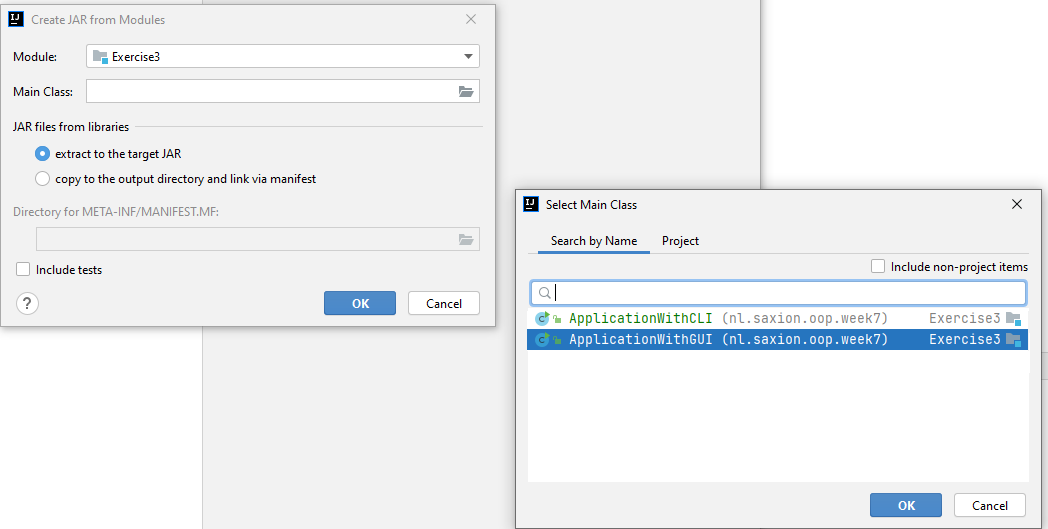 Create JAR from Modules
Module: Exercise3
Main Class:
JAR files from libraries
extract to the target JAR
copy to the output directory and link via manifest
Directory for META-INF/MANIFEST.MF:
Include tests
? OK Cancel
Select Main Class
Search by Name Project
Include non-project items
ApplicationWithCLI (nl.saxion.oop.week7) Exercise3
ApplicationWithGUI (nl.saxion.oop.week7) Exercise3
OK Cancel